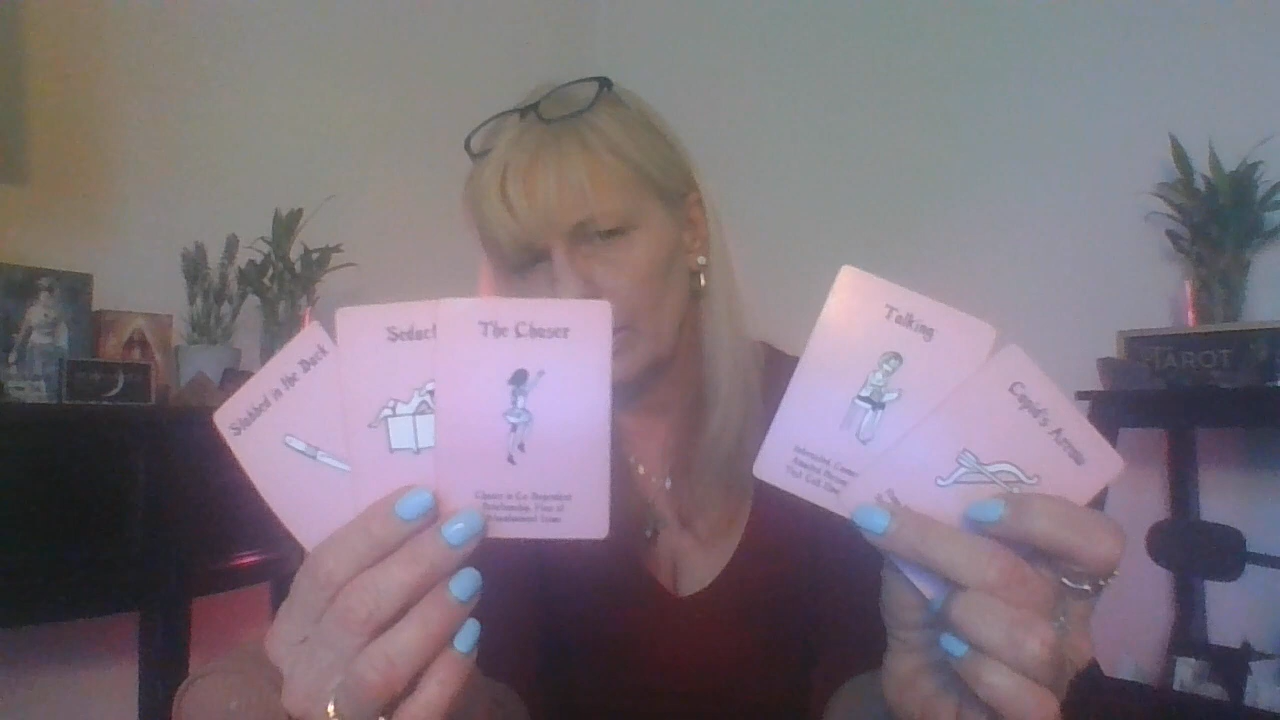 Stabbed in the Back
Seduct
The Chaser
Chaser in Co-Dependent
Relationship, Fear of
Abandonment Issues
Talking
Cupid's Arrow
TAROT